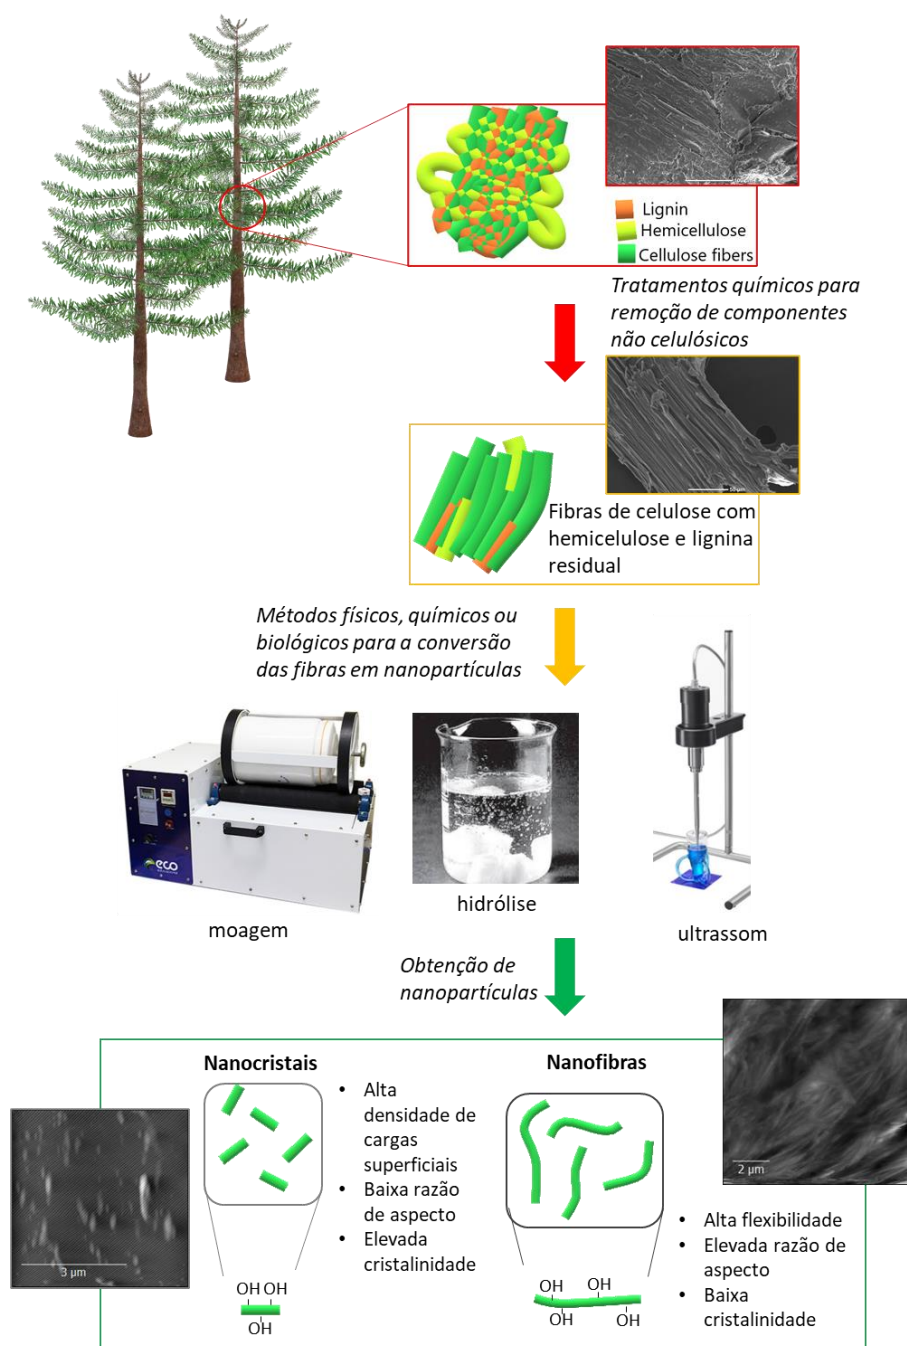 Lignin
Hemicellulose
Cellulose fibers
Tratamentos químicos para
remoção de componentes
não celulósicos
Fibras de celulose com
hemicelulose e lignina
residual
Métodos físicos, químicos ou
biológicos para a conversão
das fibras em nanopartículas
eco
moagem
hidrólise
ultrassom
Obtenção de
nanopartículas
Nanocristais
• Alta
densidade de
cargas
superficiais
• Baixa razão
de aspecto
• Elevada
cristalinidade
3 µm
OH OH
OH
Nanofibras
2 µm
• Alta flexibilidade
• Elevada razão de
aspecto
• Baixa
cristalinidade
OH OH
OH OH